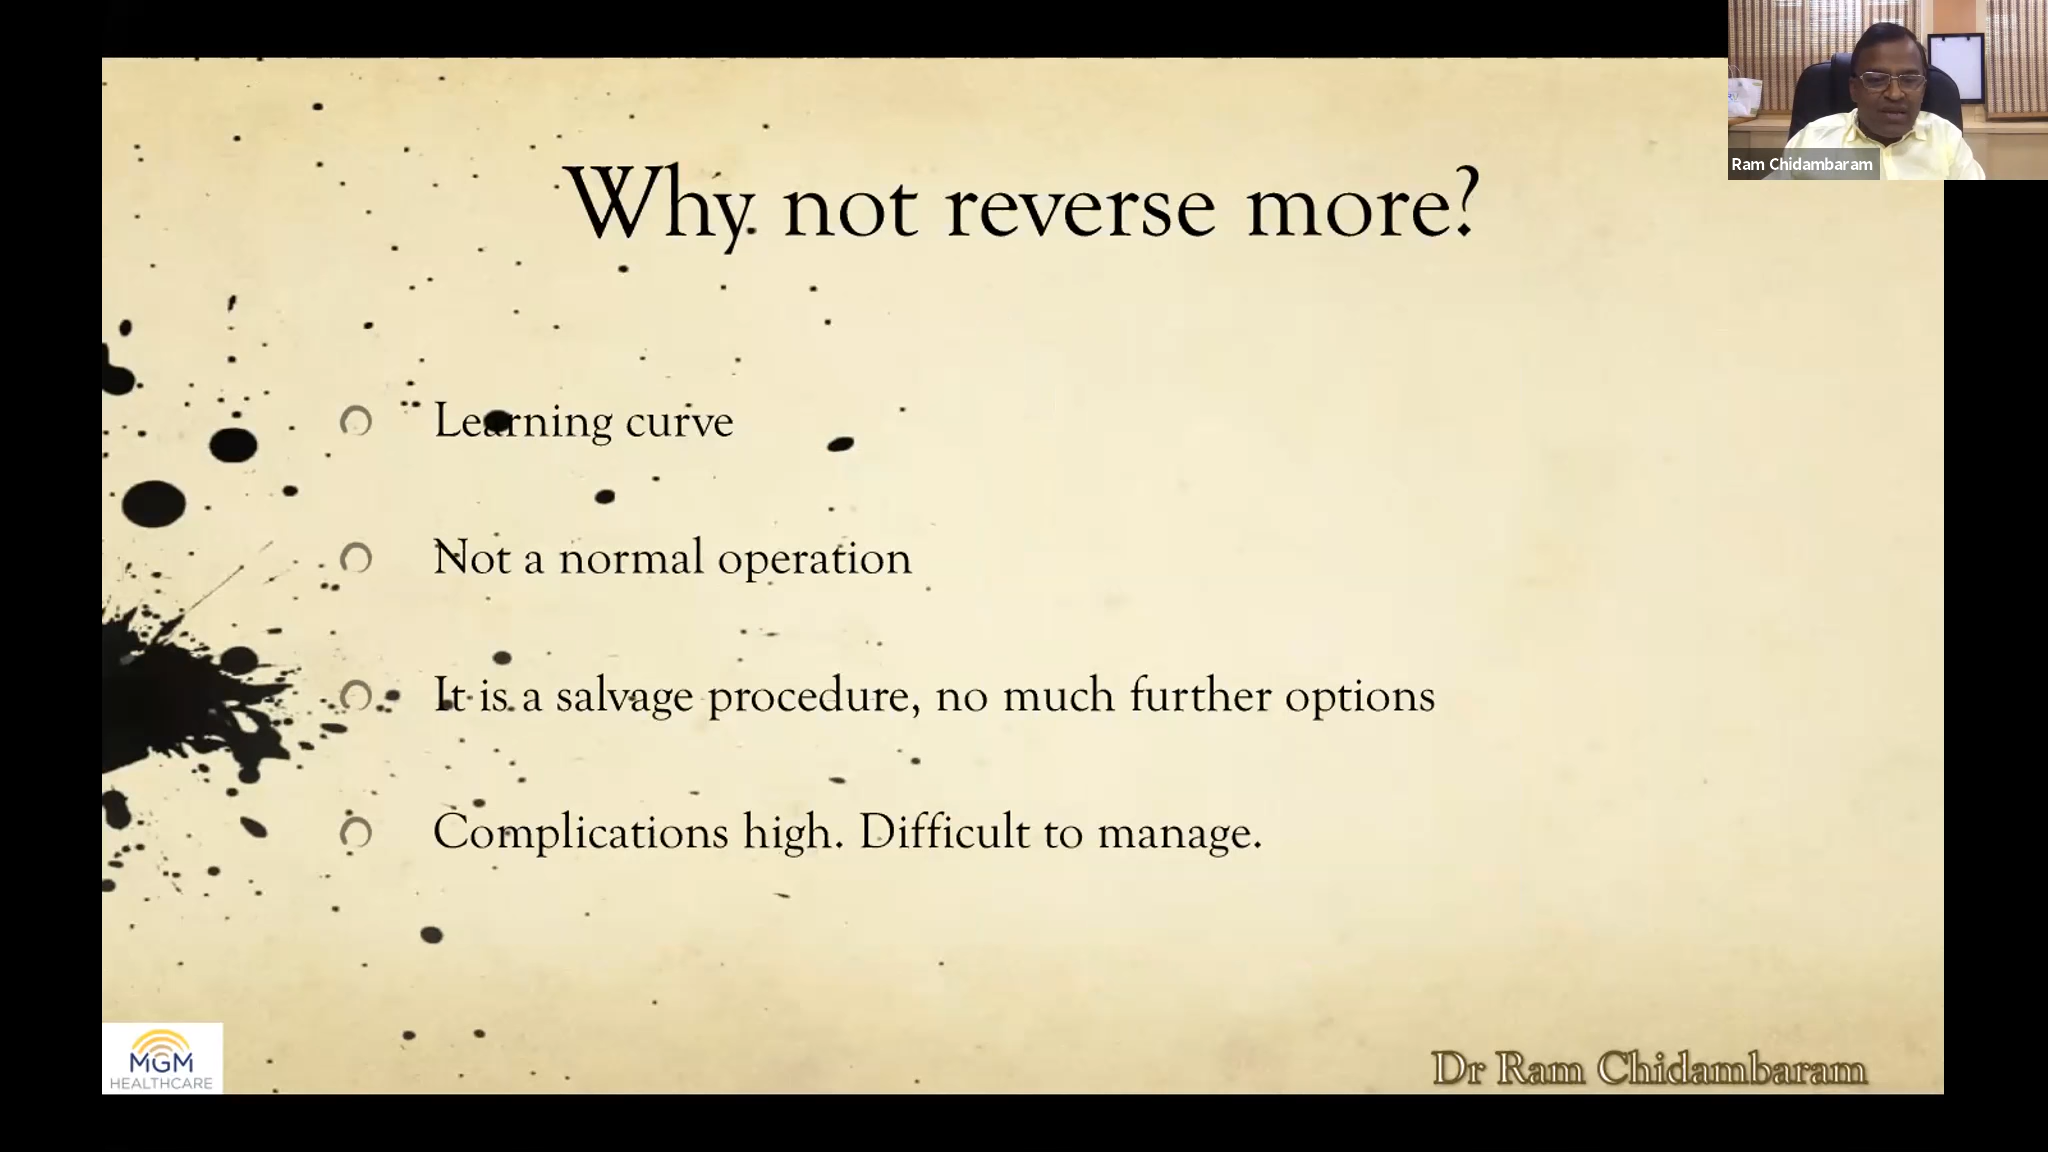 Ram Chidambaram
Why not reverse more?
Learning curve
Not a normal operation
It is a salvage procedure, no much further options
Complications high. Difficult to manage.
MGM
HEALTHCARE
Dr Ram Chidambaram